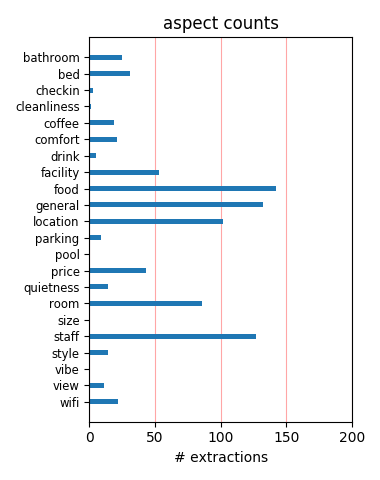 aspect counts
bathroom
bed
checkin
cleanliness
coffee
comfort
drink
facility
food
general
location
parking
pool
price
quietness
room
size
staff
style
vibe
view
wifi
0 50 100 150 200
# extractions